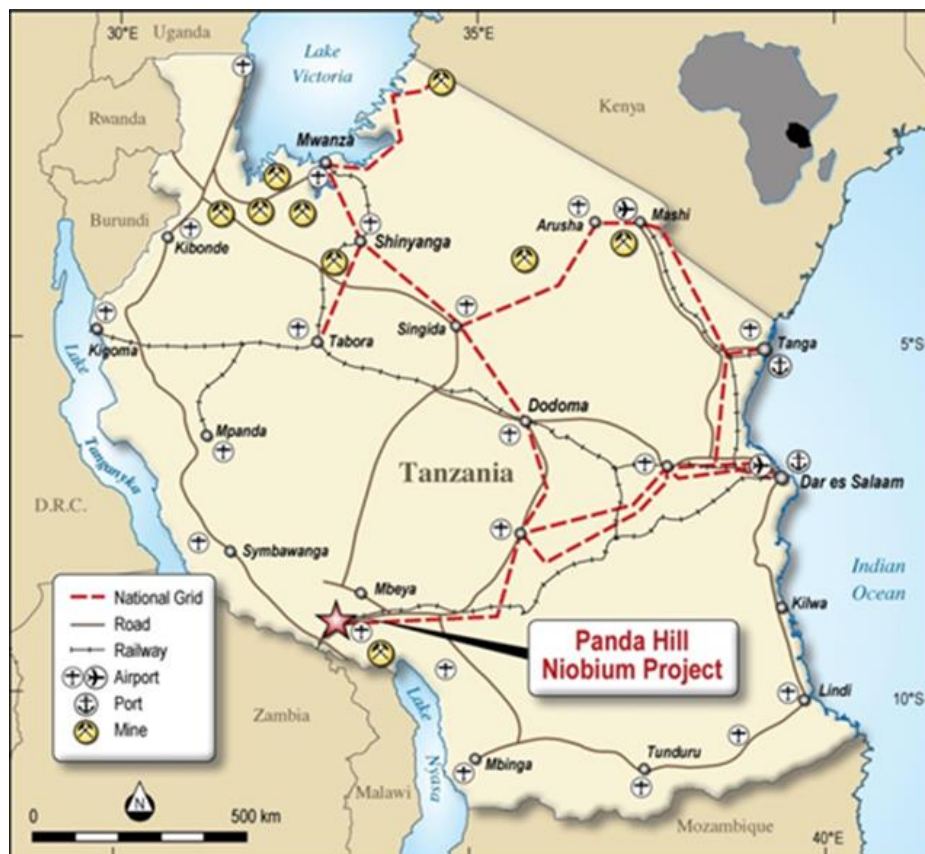 30°E
35°E
Uganda
Lake
Victoria
Kenya
Rwanda
Mwanza
Burundi
Kibonde
Shinyanga
Arusha
Mashi
Kigoma
Tabora
Singida
Tanga
5°S
Lake
Tanganyika
Mpanda
Dodoma
Tanzania
Dar es Salaam
D.R.C.
Symbawanga
Mbeya
Indian
Ocean
Kilwa
National Grid
Road
Railway
Airport
Port
Mine
Panda Hill
Niobium Project
Lindi
10°S
Zambia
Lake
Nyasa
Mbinga
Tunduru
Malawi
Mozambique
N
0
500 km
40°E